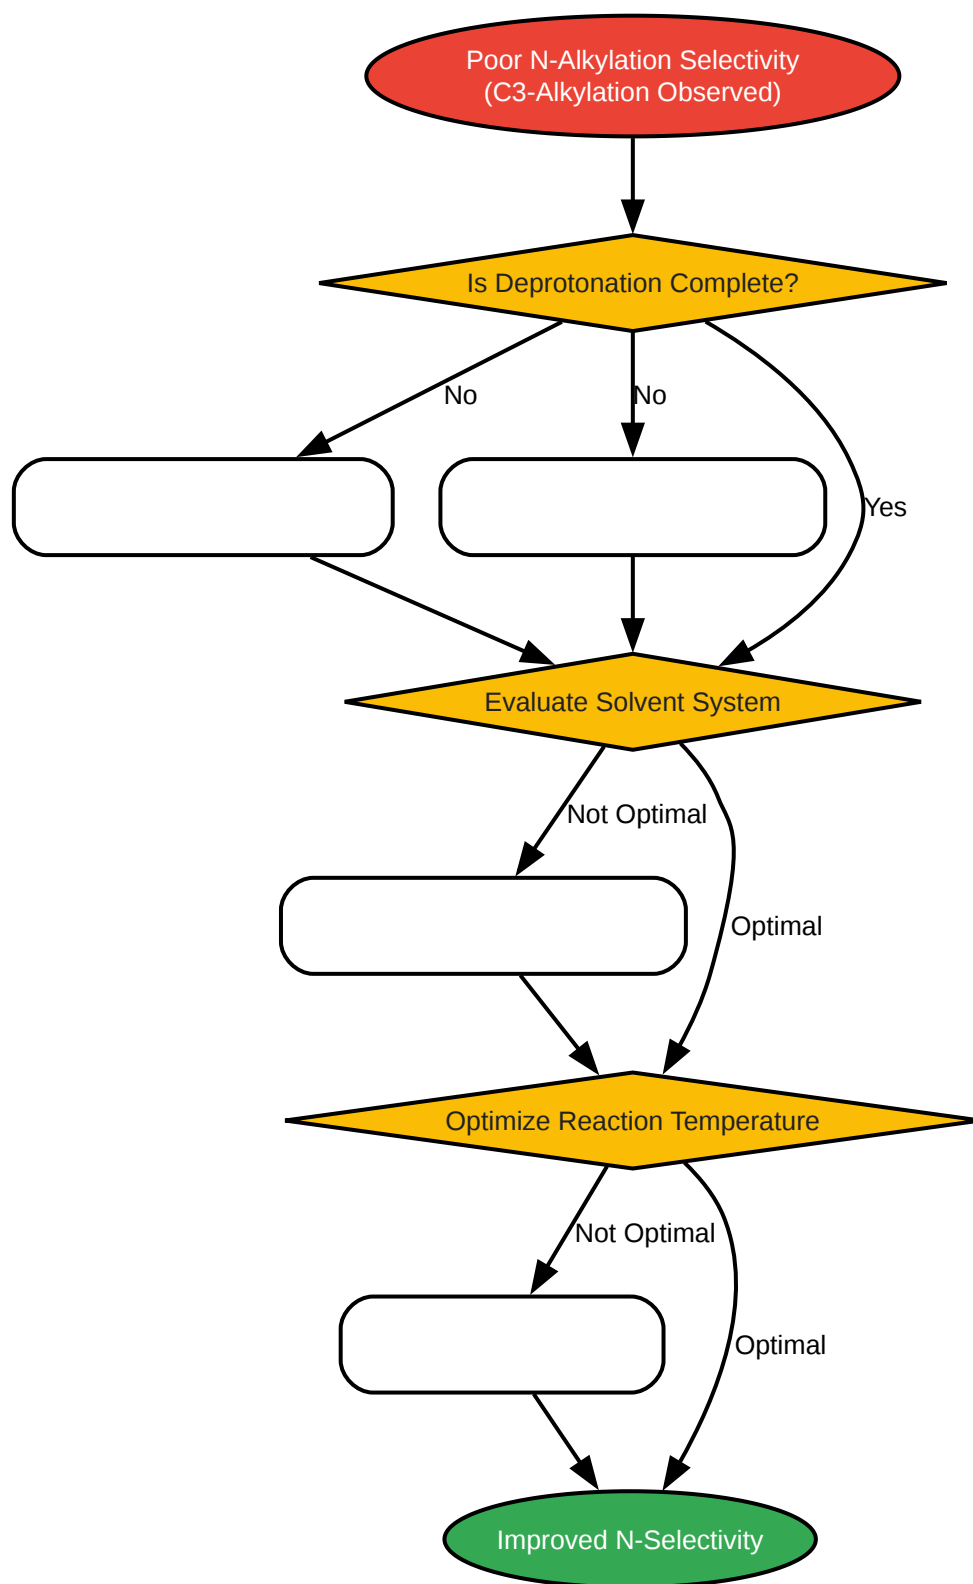 Poor N-Alkylation Selectivity
(C3-Alkylation Observed)
Is Deprotonation Complete?
No
No
Yes
Evaluate Solvent System
Not Optimal
Optimal
Optimize Reaction Temperature
Not Optimal
Optimal
Improved N-Selectivity